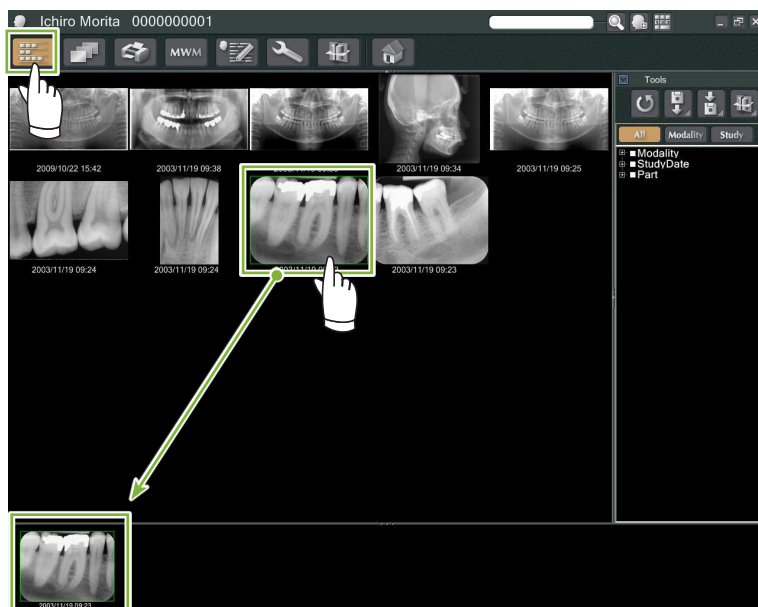 Ichiro Morita 0000000001
MWM
Tools
All Modality Study
Modality
StudyDate
Part
2009/10/22 15:42
2003/11/19 09:38
2003/11/19 09:34
2003/11/19 09:25
2003/11/19 09:24
2003/11/19 09:24
2003/11/19 09:23
2003/11/19 09:23